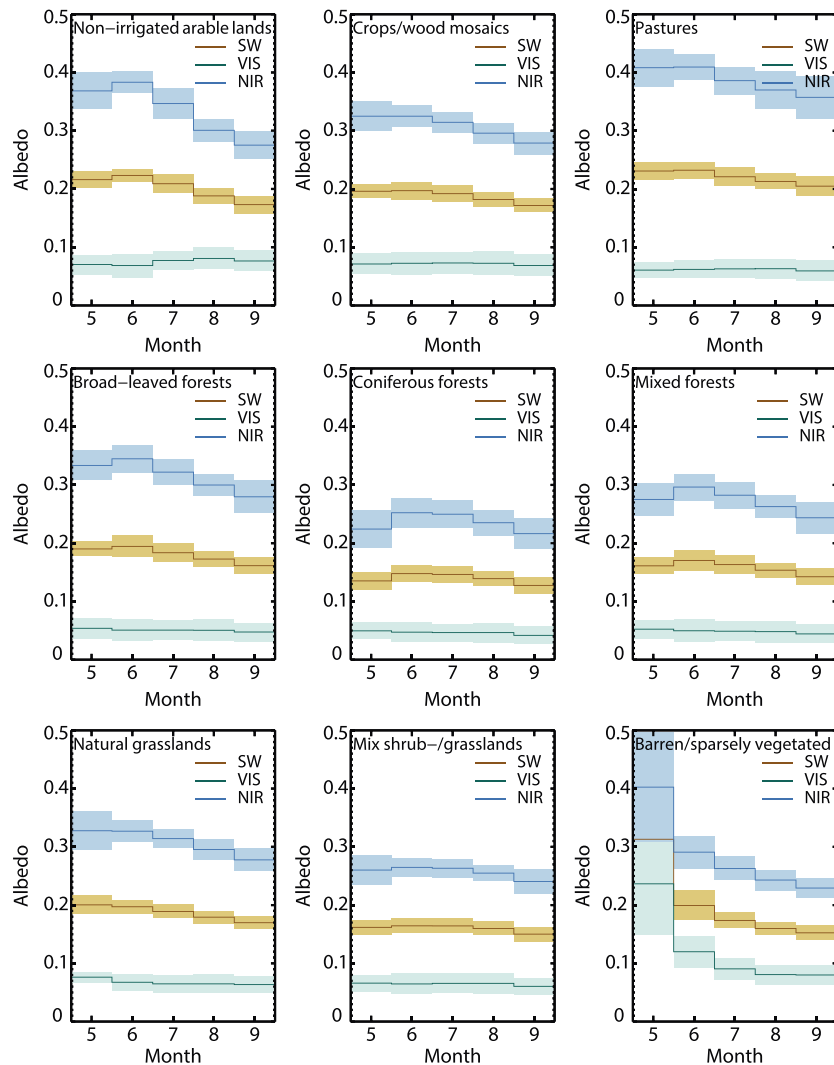 0.5
Non−irrigated arable lands
SW
VIS
NIR
0.4
0.3
0.2
0.1
0
Albedo
5 6 7 8 9
Month
0.5
Crops/wood mosaics
SW
VIS
NIR
0.4
0.3
0.2
0.1
0
Albedo
5 6 7 8 9
Month
0.5
Pastures
SW
VIS
NIR
0.4
0.3
0.2
0.1
0
Albedo
5 6 7 8 9
Month
0.5
Broad−leaved forests
SW
VIS
NIR
0.4
0.3
0.2
0.1
0
Albedo
5 6 7 8 9
Month
0.5
Coniferous forests
SW
VIS
NIR
0.4
0.3
0.2
0.1
0
Albedo
5 6 7 8 9
Month
0.5
Mixed forests
SW
VIS
NIR
0.4
0.3
0.2
0.1
0
Albedo
5 6 7 8 9
Month
0.5
Natural grasslands
SW
VIS
NIR
0.4
0.3
0.2
0.1
0
Albedo
5 6 7 8 9
Month
0.5
Mix shrub−/grasslands
SW
VIS
NIR
0.4
0.3
0.2
0.1
0
Albedo
5 6 7 8 9
Month
0.5
Barren/sparsely vegetated
SW
VIS
NIR
0.4
0.3
0.2
0.1
0
Albedo
5 6 7 8 9
Month